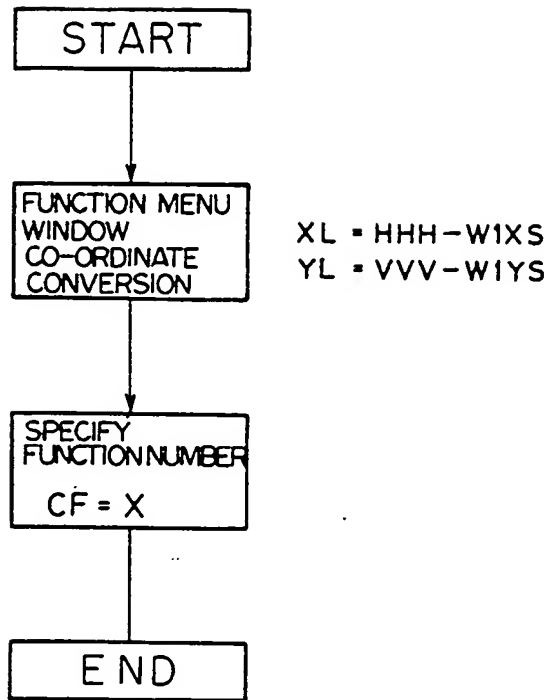 START
FUNCTION MENU
WINDOW
CO-ORDINATE
CONVERSION
XL = HHH-W1XS
YL = VVV-W1YS
SPECIFY
FUNCTION NUMBER
CF = X
END